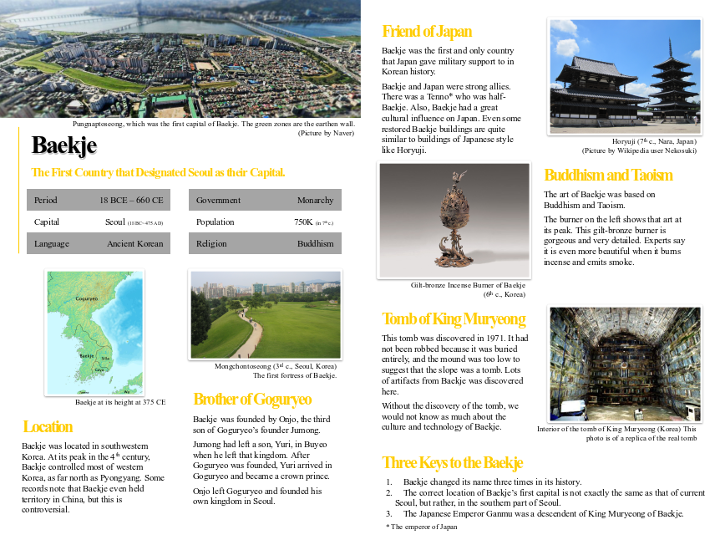 Pungnaptoseong, which was the first capital of Baekje. The green zones are the earthen wall.
(Picture by Naver)
Baekje
The First Country that Designated Seoul as their Capital.
Period 18 BCE – 660 CE
Capital Seoul (18 BC~475 AD)
Language Ancient Korean
Government Monarchy
Population 750K (in 7th c.)
Religion Buddhism
Goguryeo
Baekje
Silla
Gaya
Baekje at its height at 375 CE
Location
Baekje was located in southwestern
Korea. At its peak in the 4th century,
Baekje controlled most of western
Korea, as far north as Pyongyang. Some
records note that Baekje even held
territory in China, but this is
controversial.
Mongchontoseong (3rd c., Seoul, Korea)
The first fortress of Baekje.
Brother of Goguryeo
Baekje was founded by Onjo, the third
son of Goguryeo's founder Jumong.
Jumong had left a son, Yuri, in Buyeo
when he left that kingdom. After
Goguryeo was founded, Yuri arrived in
Goguryeo and became a crown prince.
Onjo left Goguryeo and founded his
own kingdom in Seoul.
Friend of Japan
Baekje was the first and only country
that Japan gave military support to in
Korean history.
Baekje and Japan were strong allies.
There was a Tenno* who was half-
Baekje. Also, Baekje had a great
cultural influence on Japan. Even some
restored Baekje buildings are quite
similar to buildings of Japanese style
like Horyuji.
Horyuji (7th c., Nara, Japan)
(Picture by Wikipedia user Nekosuki)
Gilt-bronze Incense Burner of Baekje
(6th c., Korea)
Buddhism and Taoism
The art of Baekje was based on
Buddhism and Taoism.
The burner on the left shows that art at
its peak. This gilt-bronze burner is
gorgeous and very detailed. Experts say
it is even more beautiful when it burns
incense and emits smoke.
Tomb of King Muryeong
This tomb was discovered in 1971. It had
not been robbed because it was buried
entirely, and the mound was too low to
suggest that the slope was a tomb. Lots
of artifacts from Baekje was discovered
here.
Without the discovery of the tomb, we
would not know as much about the
culture and technology of Baekje.
Interior of the tomb of King Muryeong (Korea) This
photo is of a replica of the real tomb
Three Keys to the Baekje
1. Baekje changed its name three times in its history.
2. The correct location of Baekje's first capital is not exactly the same as that of current
Seoul, but rather, in the southern part of Seoul.
3. The Japanese Emperor Ganmu was a descendent of King Muryeong of Baekje.
* The emperor of Japan